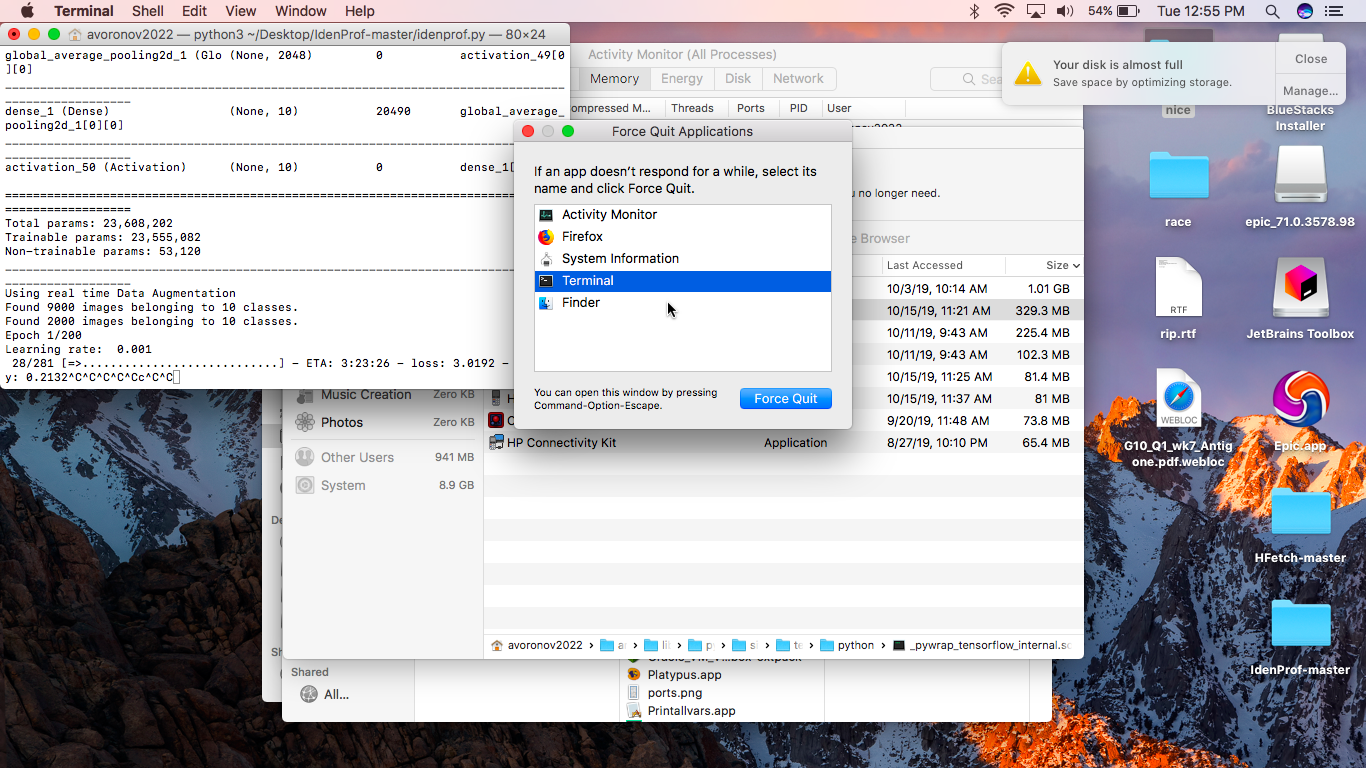 Terminal Shell Edit View Window Help
54% Tue 12:55 PM
avoronov2022 — python3 ~/Desktop/IdenProf-master/idenprof.py — 80×24
global_average_pooling2d_1 (Glo (None, 2048) 0 activation_49[0
][0]
dense_1 (Dense) (None, 10) 20490 global_average_
pooling2d_1[0][0]
activation_50 (Activation) (None, 10) 0 dense_1[
Total params: 23,608,202
Trainable params: 23,555,082
Non-trainable params: 53,120
Using real time Data Augmentation
Found 9000 images belonging to 10 classes.
Found 2000 images belonging to 10 classes.
Epoch 1/200
Learning rate: 0.001
28/281 [=>............................] - ETA: 3:23:26 - loss: 3.0192 -
y: 0.2132^C^C^C^C^Cc^C^C
Activity Monitor (All Processes)
Memory Energy Disk Network
Sea
ompressed M... Threads Ports PID User
Your disk is almost full
Save space by optimizing storage.
Close
Manage...
Force Quit Applications
If an app doesn't respond for a while, select its
name and click Force Quit.
Activity Monitor
Firefox
System Information
Terminal
Finder
You can open this window by pressing
Command-Option-Escape.
Force Quit
u no longer need.
e Browser
Last Accessed Size
10/3/19, 10:14 AM 1.01 GB
10/15/19, 11:21 AM 329.3 MB
10/11/19, 9:43 AM 225.4 MB
10/11/19, 9:43 AM 102.3 MB
10/15/19, 11:25 AM 81.4 MB
10/15/19, 11:37 AM 81 MB
9/20/19, 11:48 AM 73.8 MB
HP Connectivity Kit Application 8/27/19, 10:10 PM 65.4 MB
Music Creation Zero KB
Photos Zero KB
Other Users 941 MB
System 8.9 GB
avoronov2022 › a › li › p › s › te › python › _pywrap_tensorflow_internal.so
Shared
All...
Platypus.app
ports.png
Printallvars.app
nice
BlueStacks
Installer
race
epic_71.0.3578.98
RTF
rip.rtf
JetBrains Toolbox
WEBLOC
G10_Q1_wk7_Antig
one.pdf.webloc
Epic.app
HFetch-master
IdenProf-master